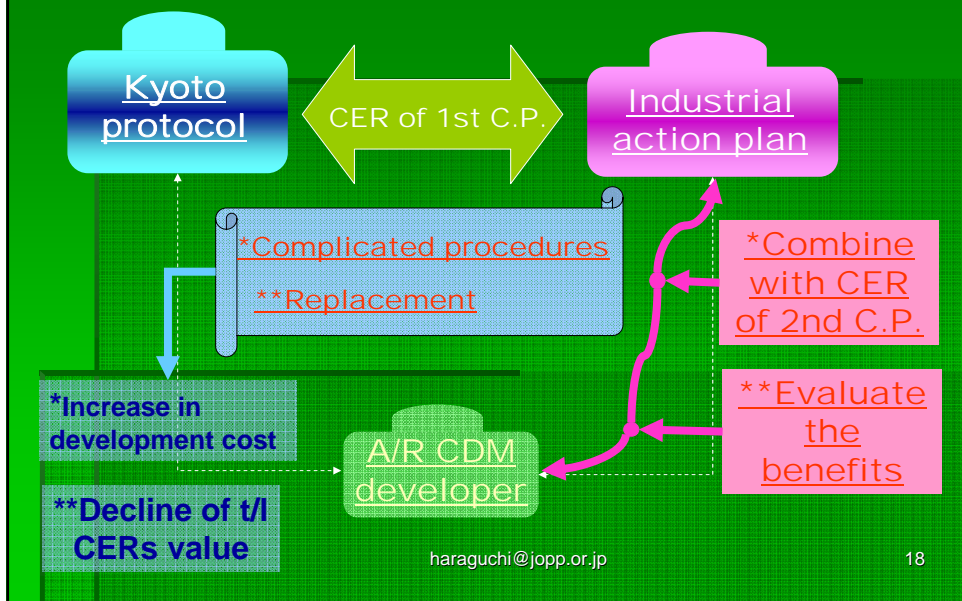 Kyoto
protocol
CER of 1st C.P.
Industrial
action plan
*Complicated procedures
**Replacement
*Combine
with CER
of 2nd C.P.
*Increase in
development cost
A/R CDM
developer
**Evaluate
the
benefits
**Decline of t/l
CERs value
haraguchi@jopp.or.jp
18